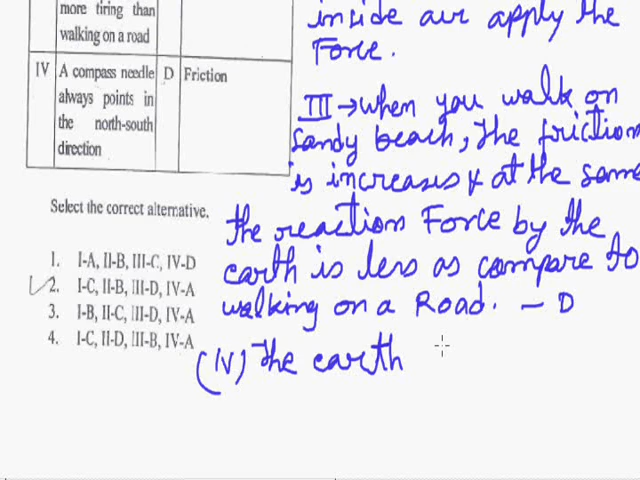 more tiring than
walking on a road
IV A compass needle always points in the north-south direction D Friction
Select the correct alternative.
1. I-A, II-B, III-C, IV-D
2. I-C, II-B, III-D, IV-A
3. I-B, II-C, III-D, IV-A
4. I-C, II-D, III-B, IV-A
inside air apply the
Force.
III → when you walk on
sandy beach, the friction
is increases & at the same
the reaction Force by the
earth is less as compare to
walking on a Road. — D
(IV) The earth